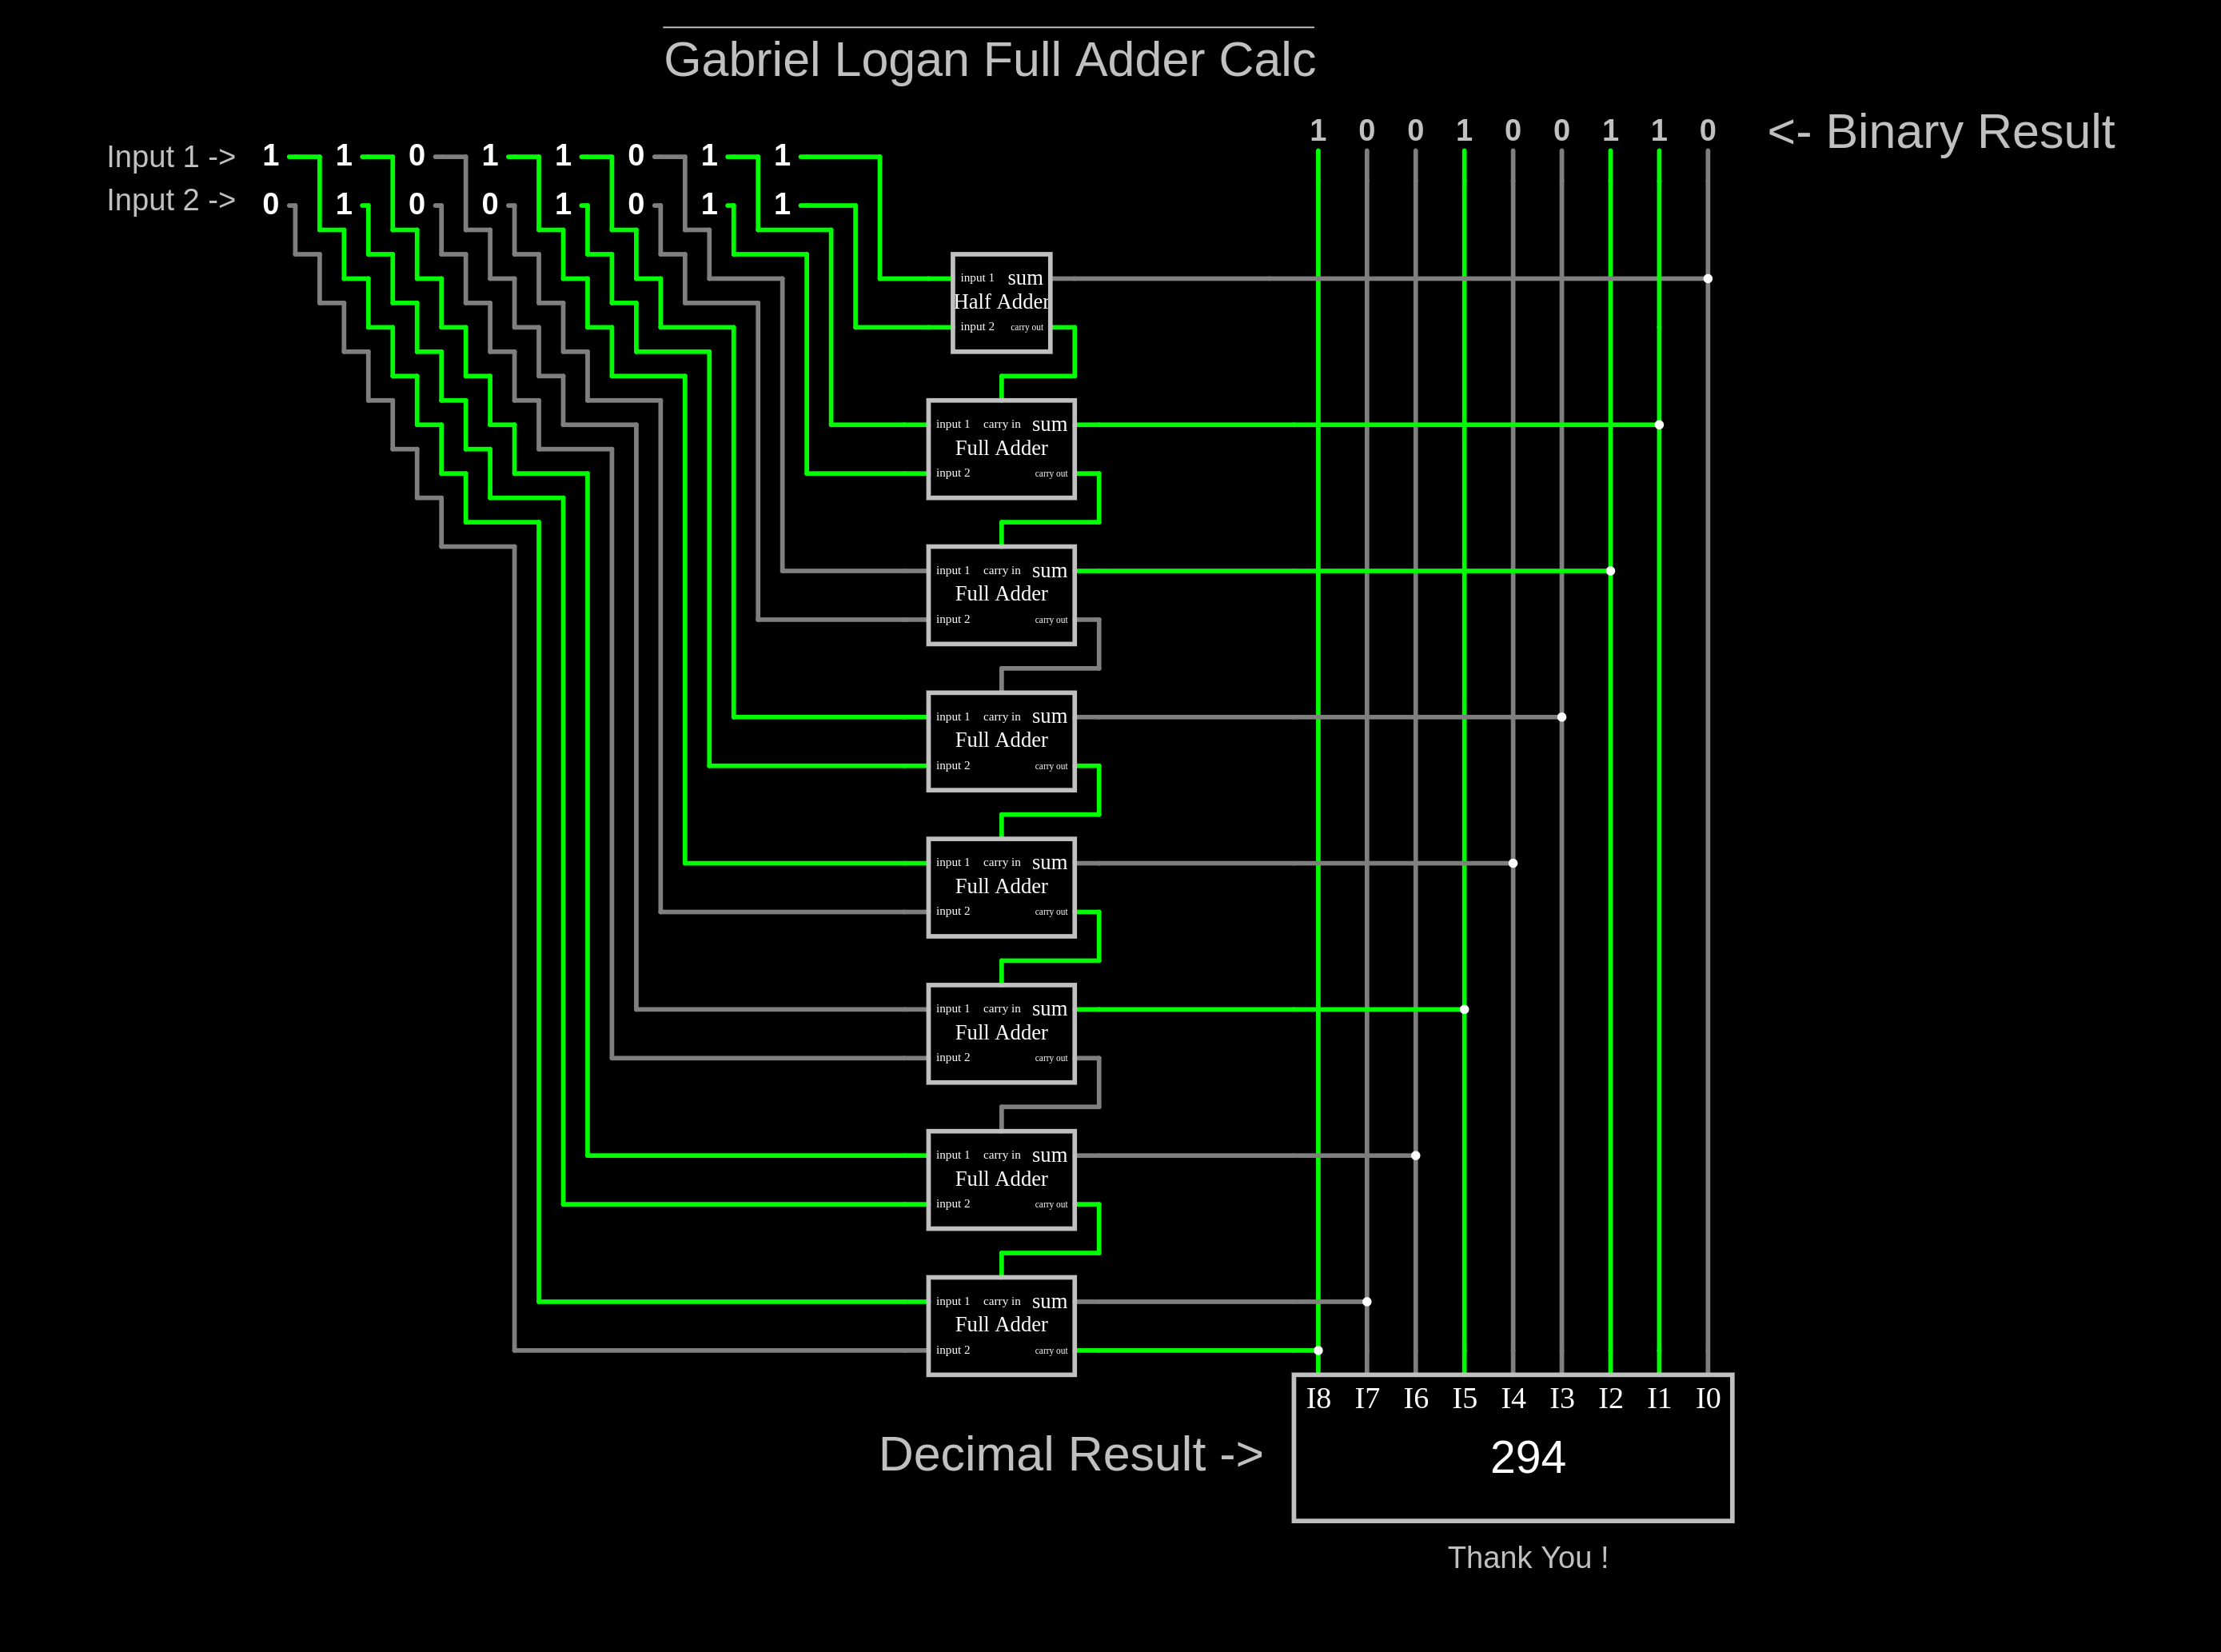 Gabriel Logan Full Adder Calc
1 0 0 1 0 0 1 1 0 <- Binary Result
Input 1 -> 1 1 0 1 1 0 1 1
Input 2 -> 0 1 0 0 1 0 1 1
input 1 sum
Half Adder
input 2 carry out
input 1 carry in sum
Full Adder
input 2 carry out
input 1 carry in sum
Full Adder
input 2 carry out
input 1 carry in sum
Full Adder
input 2 carry out
input 1 carry in sum
Full Adder
input 2 carry out
input 1 carry in sum
Full Adder
input 2 carry out
input 1 carry in sum
Full Adder
input 2 carry out
input 1 carry in sum
Full Adder
input 2 carry out
I8 I7 I6 I5 I4 I3 I2 I1 I0
Decimal Result -> 294
Thank You !